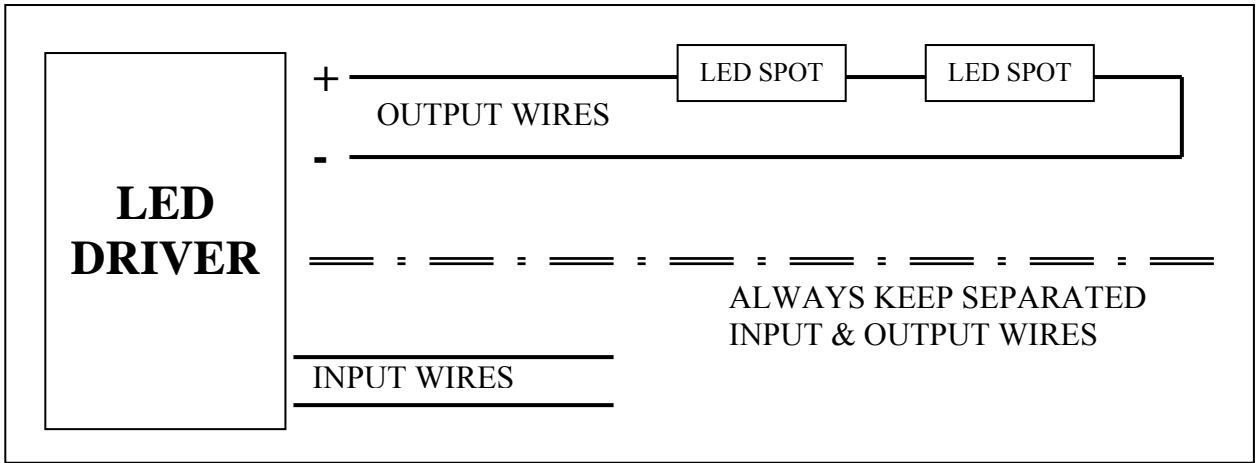 +
LED SPOT
LED SPOT
OUTPUT WIRES
-
LED
DRIVER
ALWAYS KEEP SEPARATED
INPUT & OUTPUT WIRES
INPUT WIRES